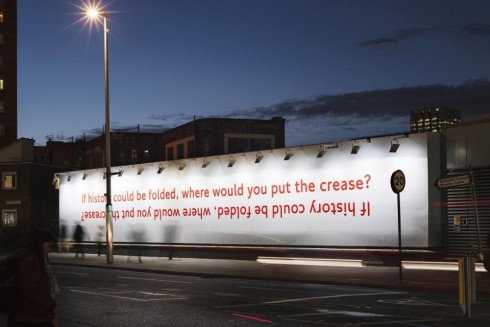 If history could be folded, where would you put the crease?
If history could be folded, where would you put the crease?
20